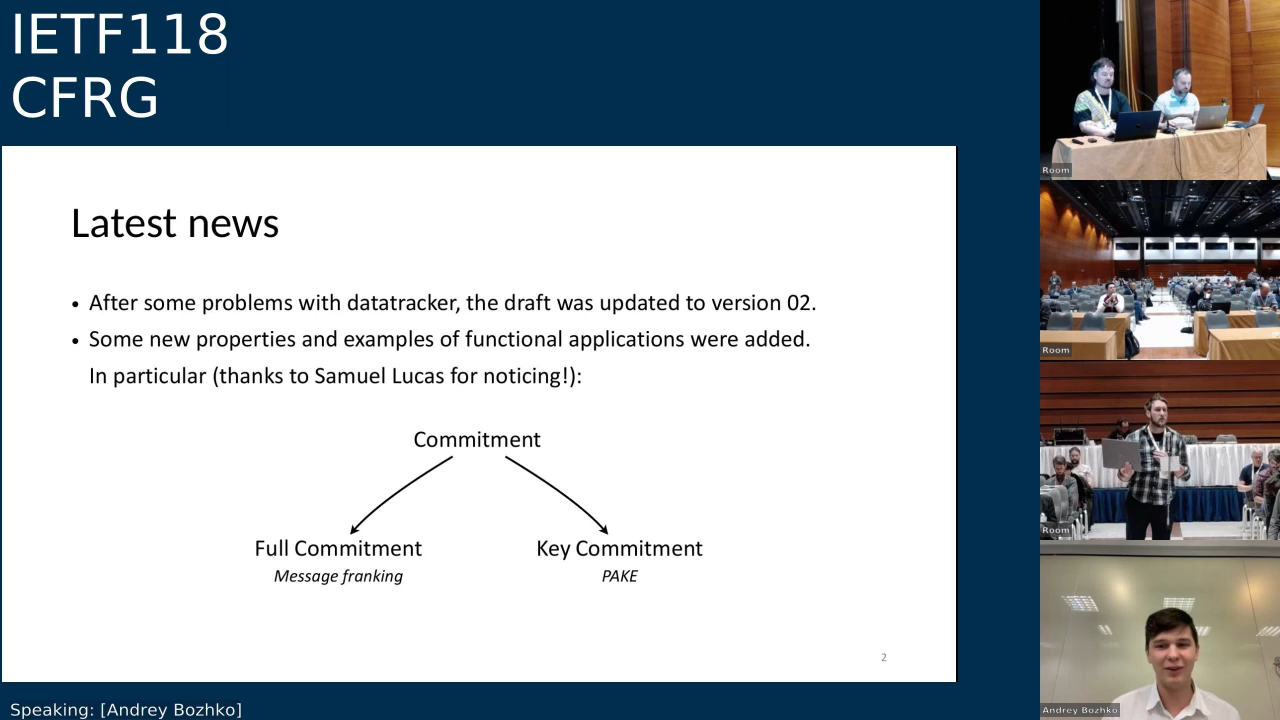 IETF118
CFRG
Latest news
• After some problems with datatracker, the draft was updated to version 02.
• Some new properties and examples of functional applications were added.
In particular (thanks to Samuel Lucas for noticing!):
Commitment
Full Commitment
Key Commitment
Message franking
PAKE
2
Speaking: [Andrey Bozhko]
Room
Room
Room
Andrey Bozhko